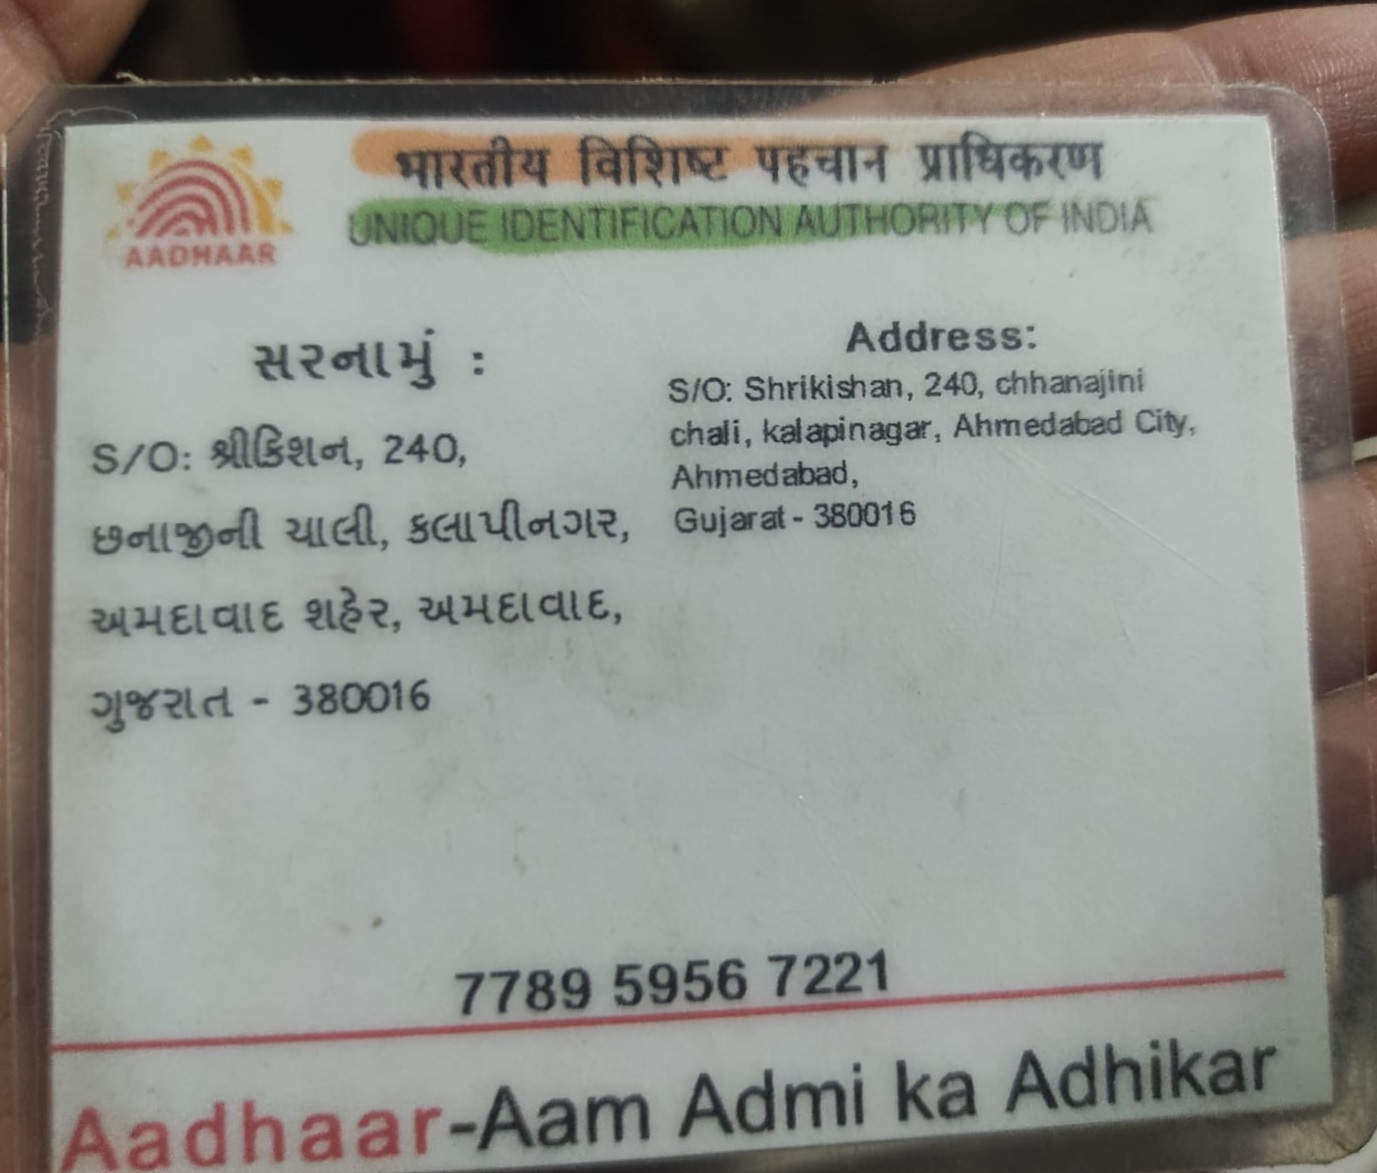 AADHAAR
भारतीय विशिष्ट पहचान प्राधिकरण
UNIQUE IDENTIFICATION AUTHORITY OF INDIA
સરનામું :
S/O: શ્રીકિશન, 240,
છનાજીની ચાલી, કલાપીનગર,
અમદાવાદ શહેર, અમદાવાદ,
ગુજરાત - 380016
Address:
S/O: Shrikishan, 240, chhanajini
chali, kalapinagar, Ahmedabad City,
Ahmedabad,
Gujarat - 380016
7789 5956 7221
Aadhaar-Aam Admi ka Adhikar